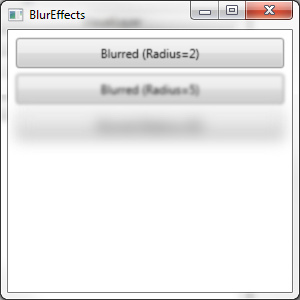 BlurEffects
Blurred (Radius=2)
Blurred (Radius=5)